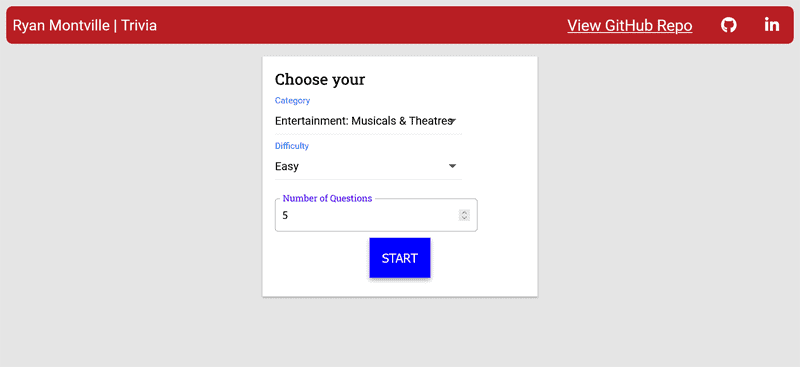 Ryan Montville | Trivia
View GitHub Repo
Choose your
Category
Entertainment: Musicals & Theatres
Difficulty
Easy
Number of Questions
5
START